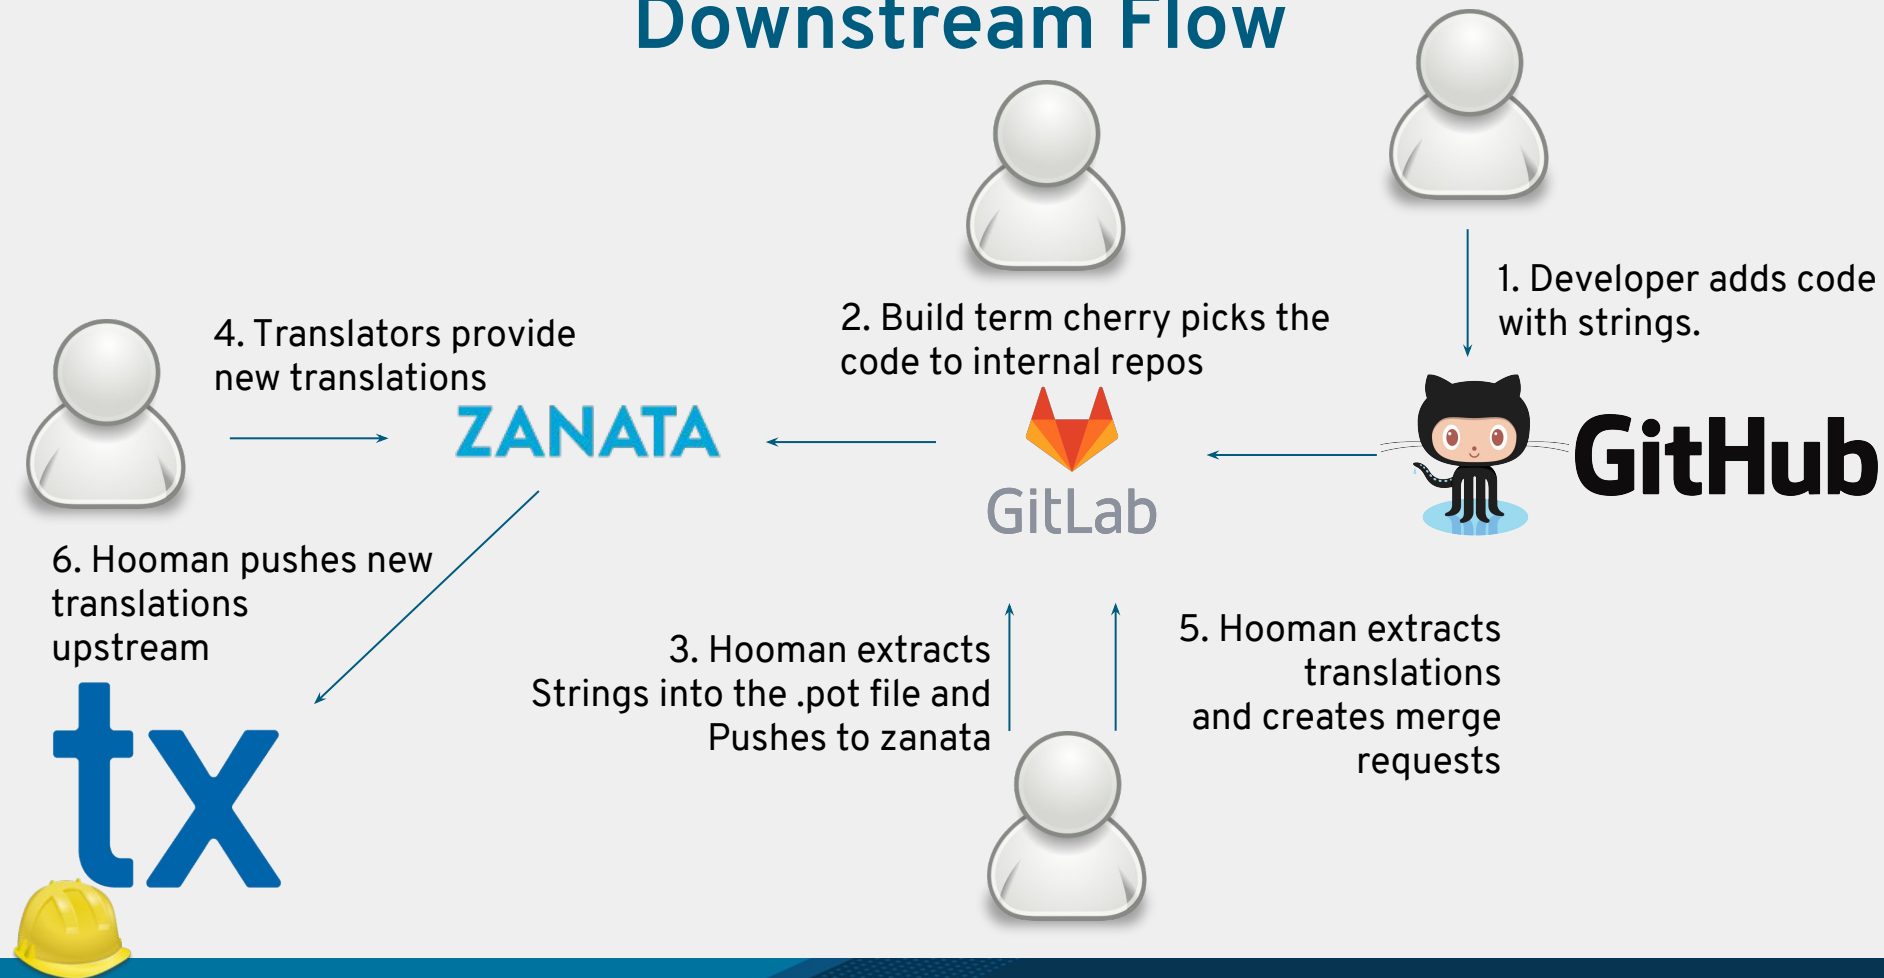 Downstream Flow
1. Developer adds code
with strings.
2. Build term cherry picks the
code to internal repos
4. Translators provide
new translations
ZANATA
GitLab
GitHub
6. Hooman pushes new
translations
upstream
3. Hooman extracts
Strings into the .pot file and
Pushes to zanata
5. Hooman extracts
translations
and creates merge
requests
tx